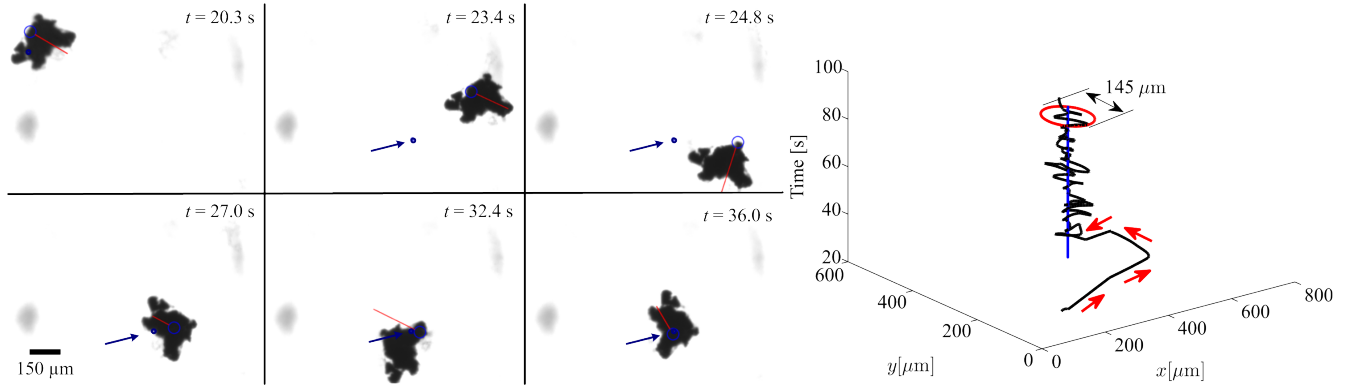 t = 20.3 s
t = 23.4 s
t = 24.8 s
t = 27.0 s
t = 32.4 s
t = 36.0 s
150 µm
100
80
60
40
20
Time [s]
145 µm
600
400
200
0
y[µm]
0
200
400
600
800
x[µm]